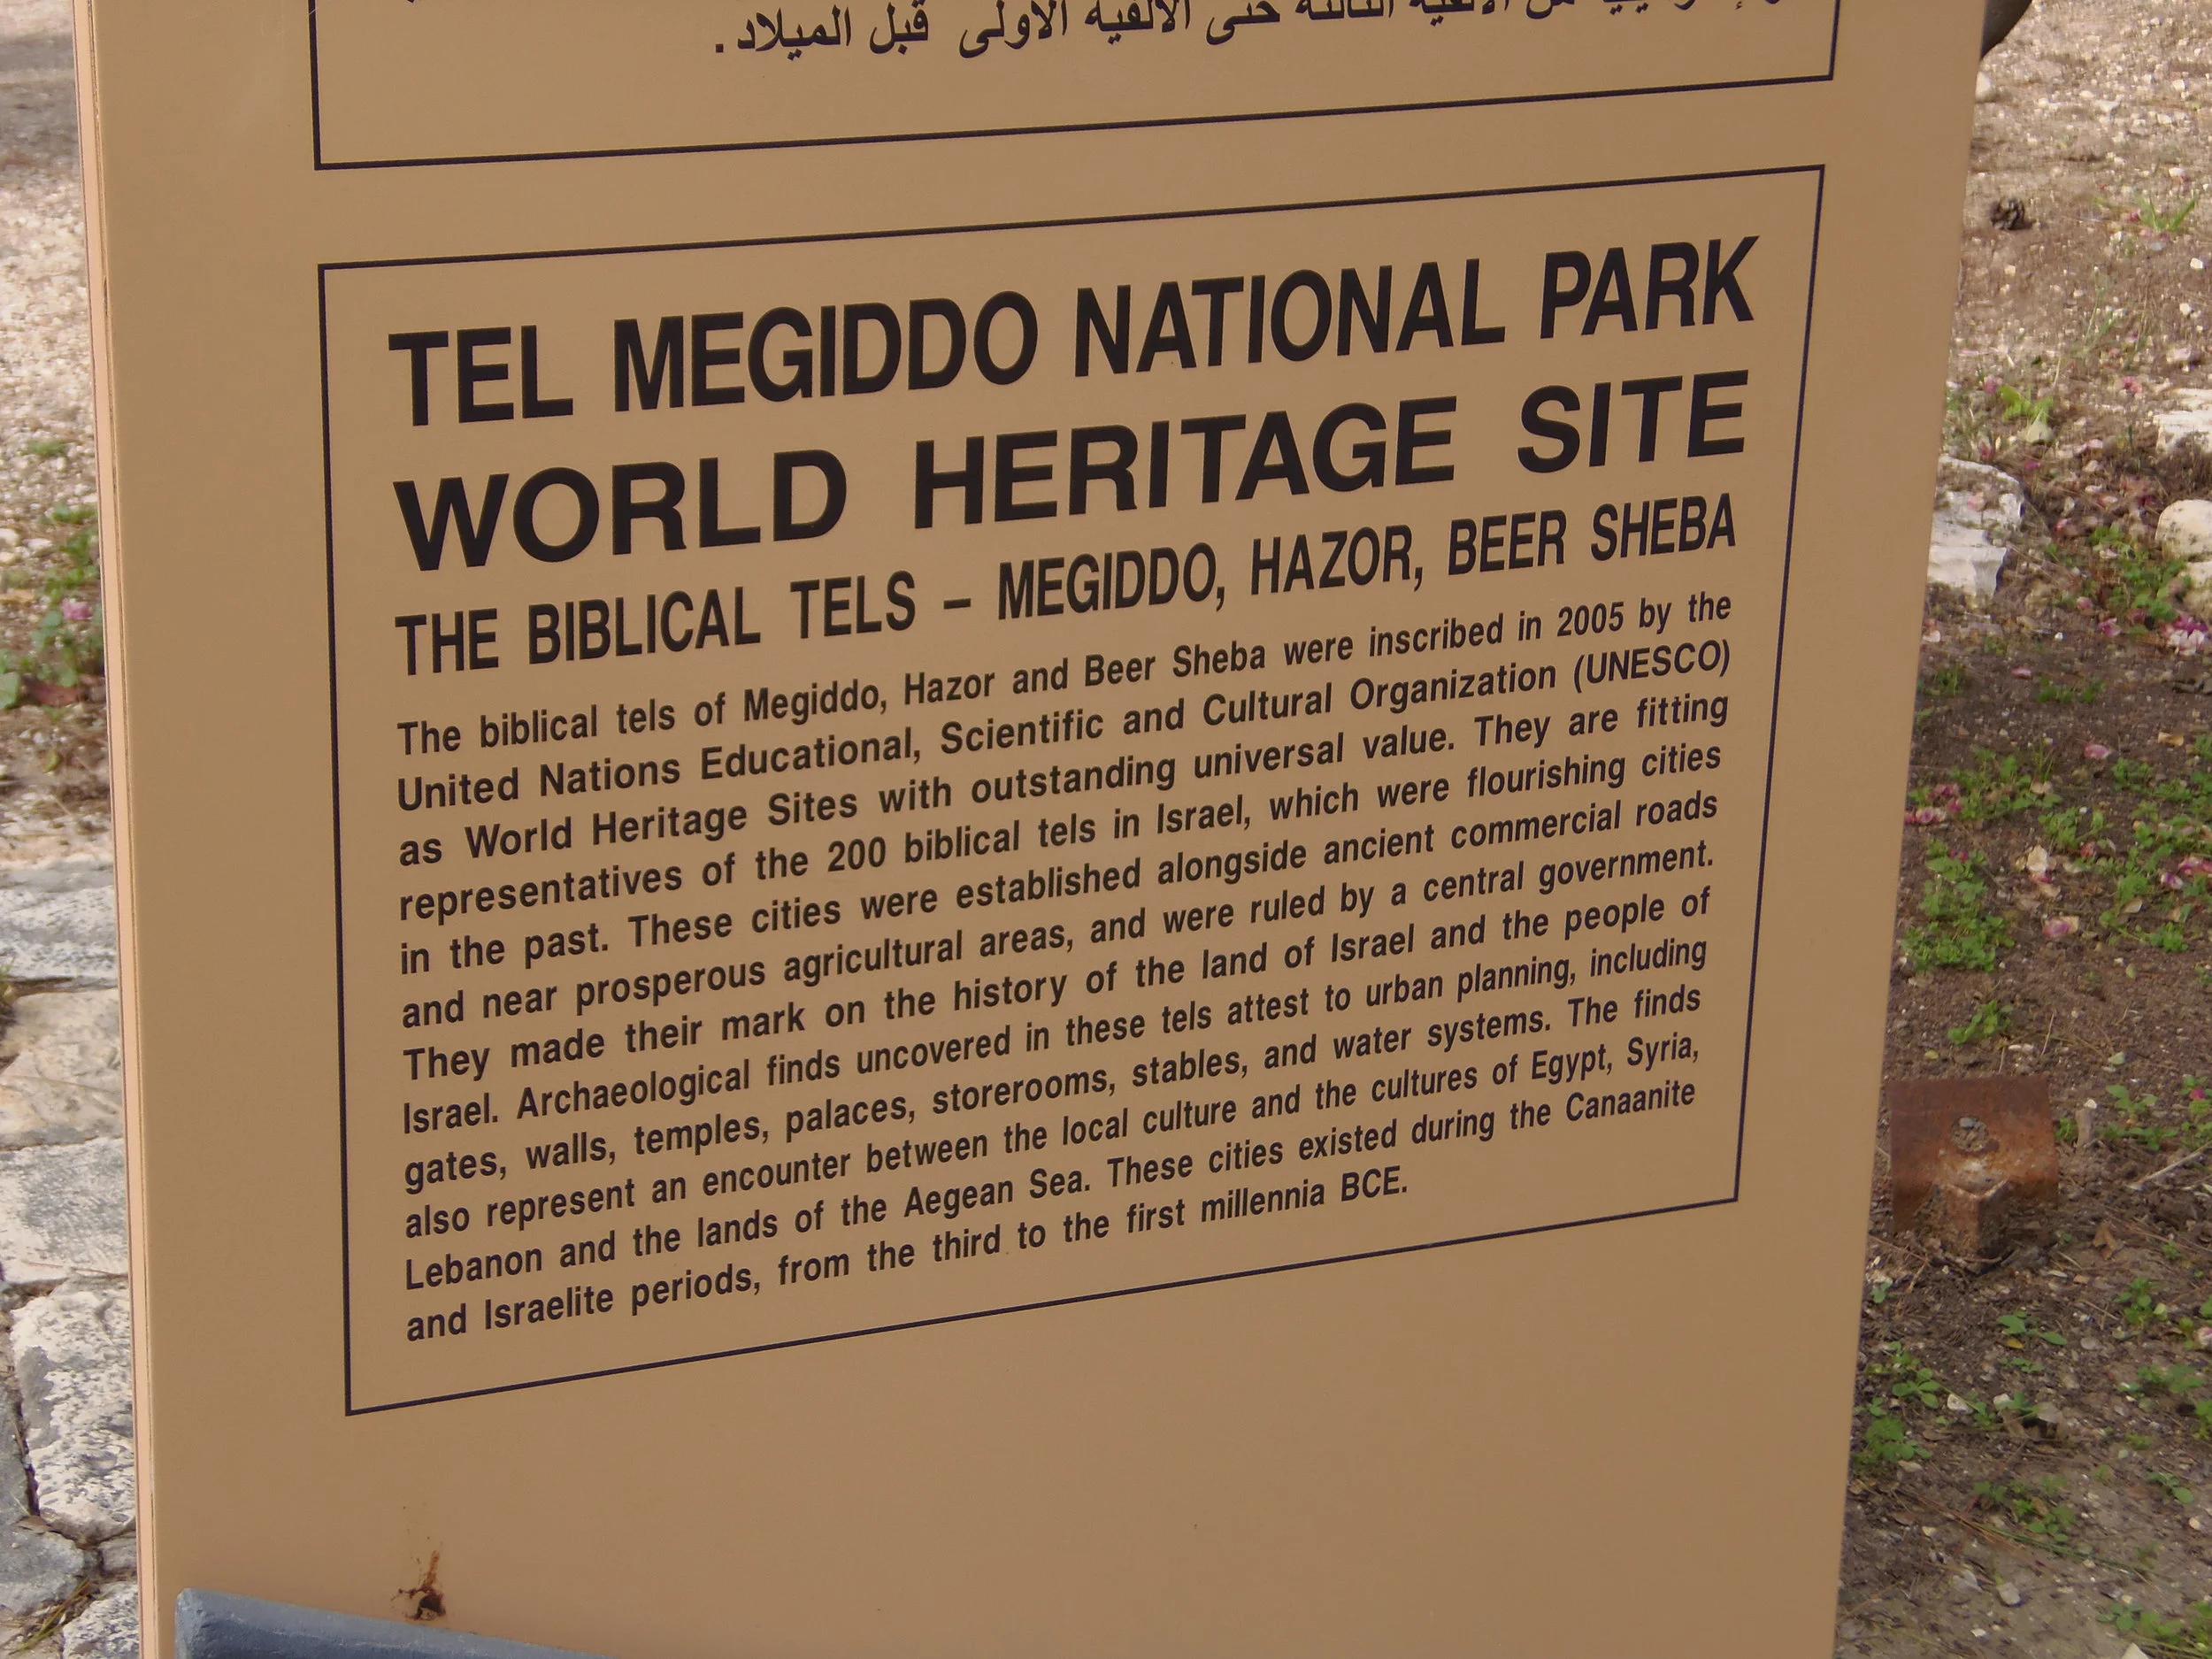 من الألفية الثالثة حتى الألفية الاولى قبل الميلاد.
TEL MEGIDDO NATIONAL PARK
WORLD HERITAGE SITE
THE BIBLICAL TELS – MEGIDDO, HAZOR, BEER SHEBA
The biblical tels of Megiddo, Hazor and Beer Sheba were inscribed in 2005 by the
United Nations Educational, Scientific and Cultural Organization (UNESCO)
as World Heritage Sites with outstanding universal value. They are fitting
representatives of the 200 biblical tels in Israel, which were flourishing cities
in the past. These cities were established alongside ancient commercial roads
and near prosperous agricultural areas, and were ruled by a central government.
They made their mark on the history of the land of Israel and the people of
Israel. Archaeological finds uncovered in these tels attest to urban planning, including
gates, walls, temples, palaces, storerooms, stables, and water systems. The finds
also represent an encounter between the local culture and the cultures of Egypt, Syria,
Lebanon and the lands of the Aegean Sea. These cities existed during the Canaanite
and Israelite periods, from the third to the first millennia BCE.